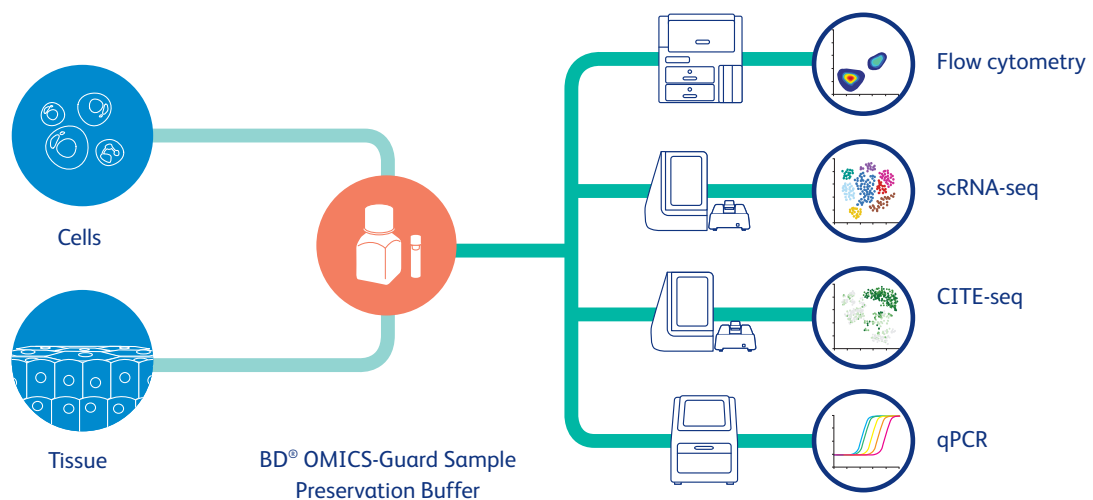 Cells
Tissue
BD® OMICS-Guard Sample
Preservation Buffer
Flow cytometry
scRNA-seq
CITE-seq
qPCR